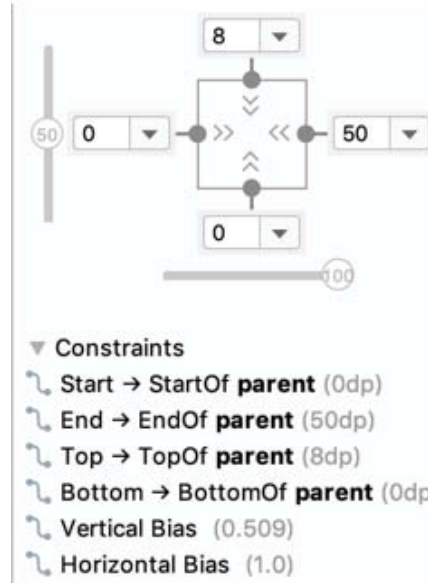 8
50
0
50
0
100
Constraints
Start → StartOf parent (0dp)
End → EndOf parent (50dp)
Top → TopOf parent (8dp)
Bottom → BottomOf parent (0dp
Vertical Bias (0.509)
Horizontal Bias (1.0)